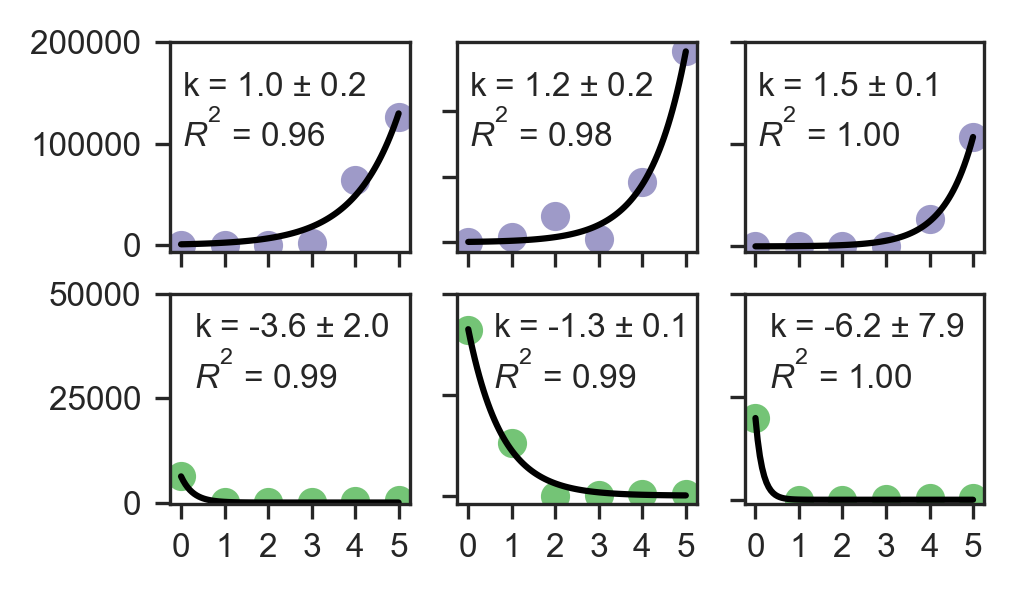 200000
100000
0
k = 1.0 ± 0.2
R² = 0.96
k = 1.2 ± 0.2
R² = 0.98
k = 1.5 ± 0.1
R² = 1.00
50000
25000
0
k = -3.6 ± 2.0
R² = 0.99
k = -1.3 ± 0.1
R² = 0.99
k = -6.2 ± 7.9
R² = 1.00
0 1 2 3 4 5
0 1 2 3 4 5
0 1 2 3 4 5